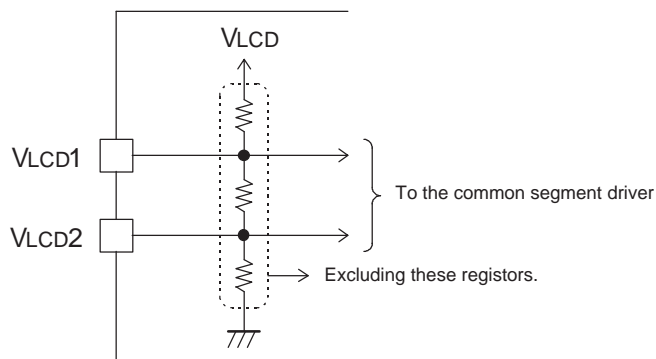 VLCD
VLCD1
To the common segment driver
VLCD2
Excluding these registors.